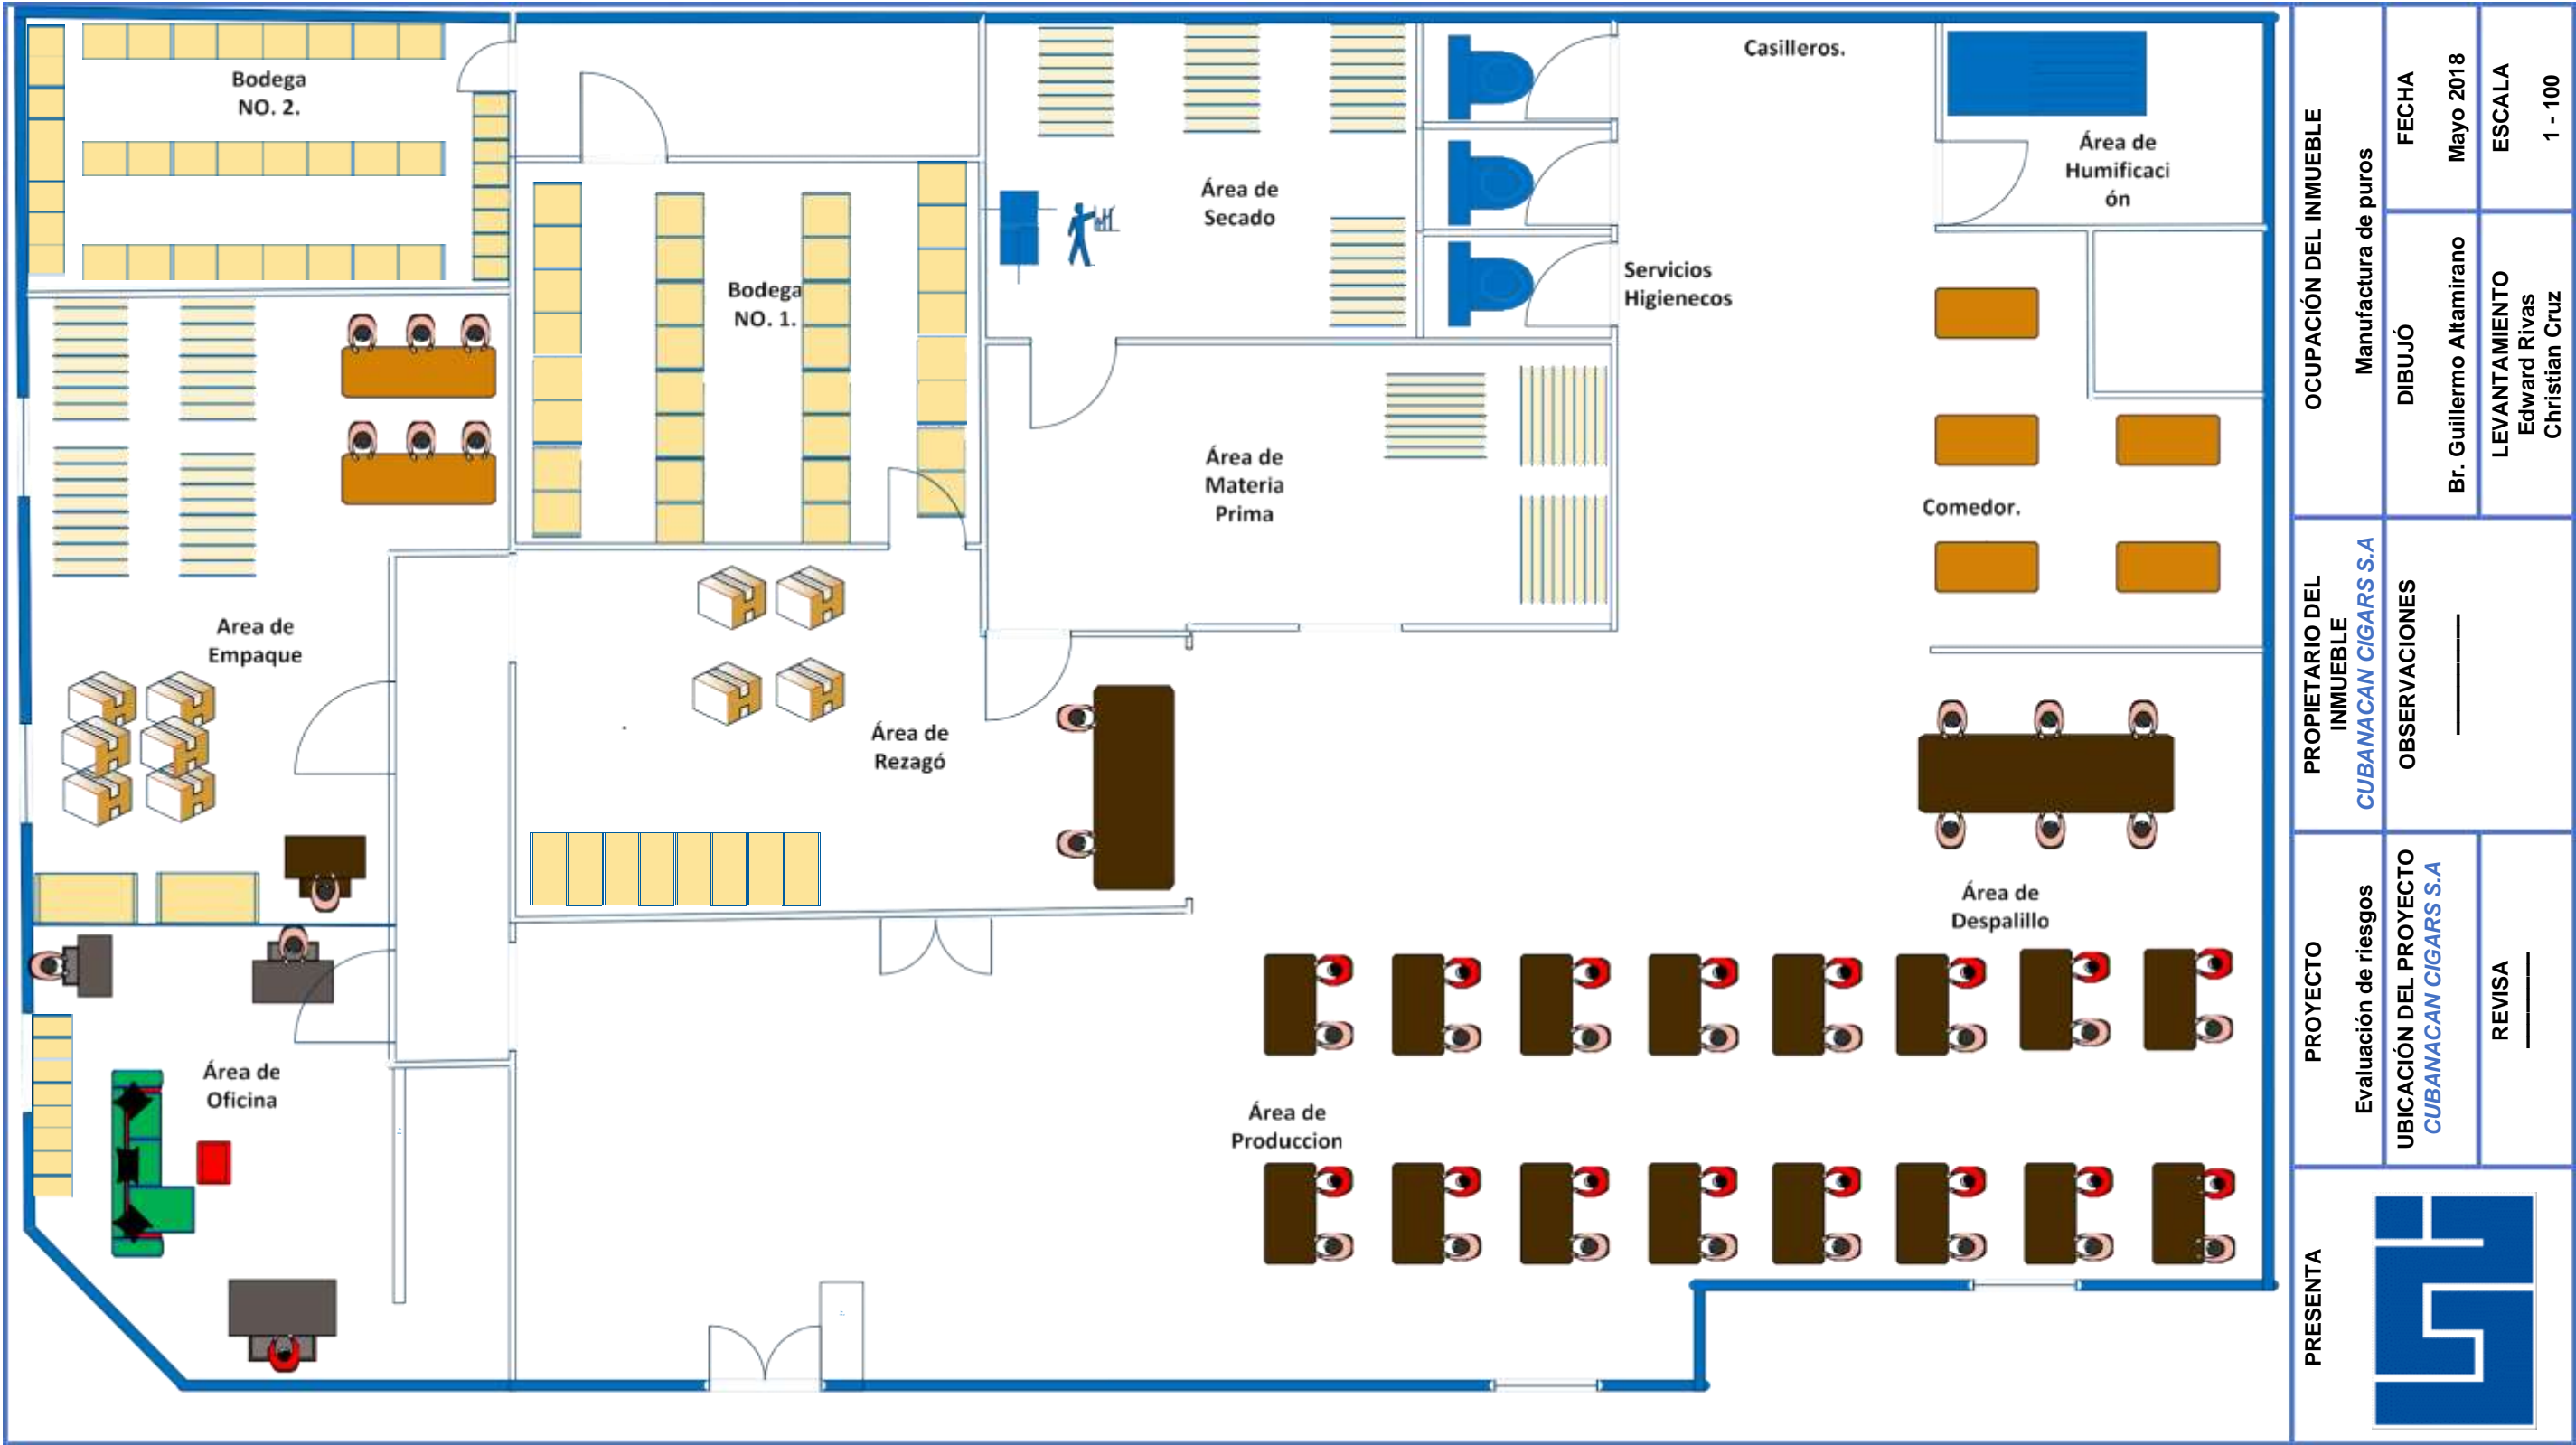 Bodega
NO. 2.
Casilleros.
Área de
Humificaci
ón
Área de
Secado
Servicios
Higienecos
Bodega
NO. 1.
Área de
Materia
Prima
Comedor.
Area de
Empaque
Área de
Rezagó
Área de
Despalillo
Área de
Oficina
Área de
Produccion
OCUPACIÓN DEL INMUEBLE
Manufactura de puros
FECHA
Mayo 2018
ESCALA
1 - 100
DIBUJÓ
Br. Guillermo Altamirano
LEVANTAMIENTO
Edward Rivas
Christian Cruz
PROPIETARIO DEL
INMUEBLE
CUBANACAN CIGARS S.A
OBSERVACIONES
PROYECTO
Evaluación de riesgos
UBICACIÓN DEL PROYECTO
CUBANACAN CIGARS S.A
REVISA
PRESENTA